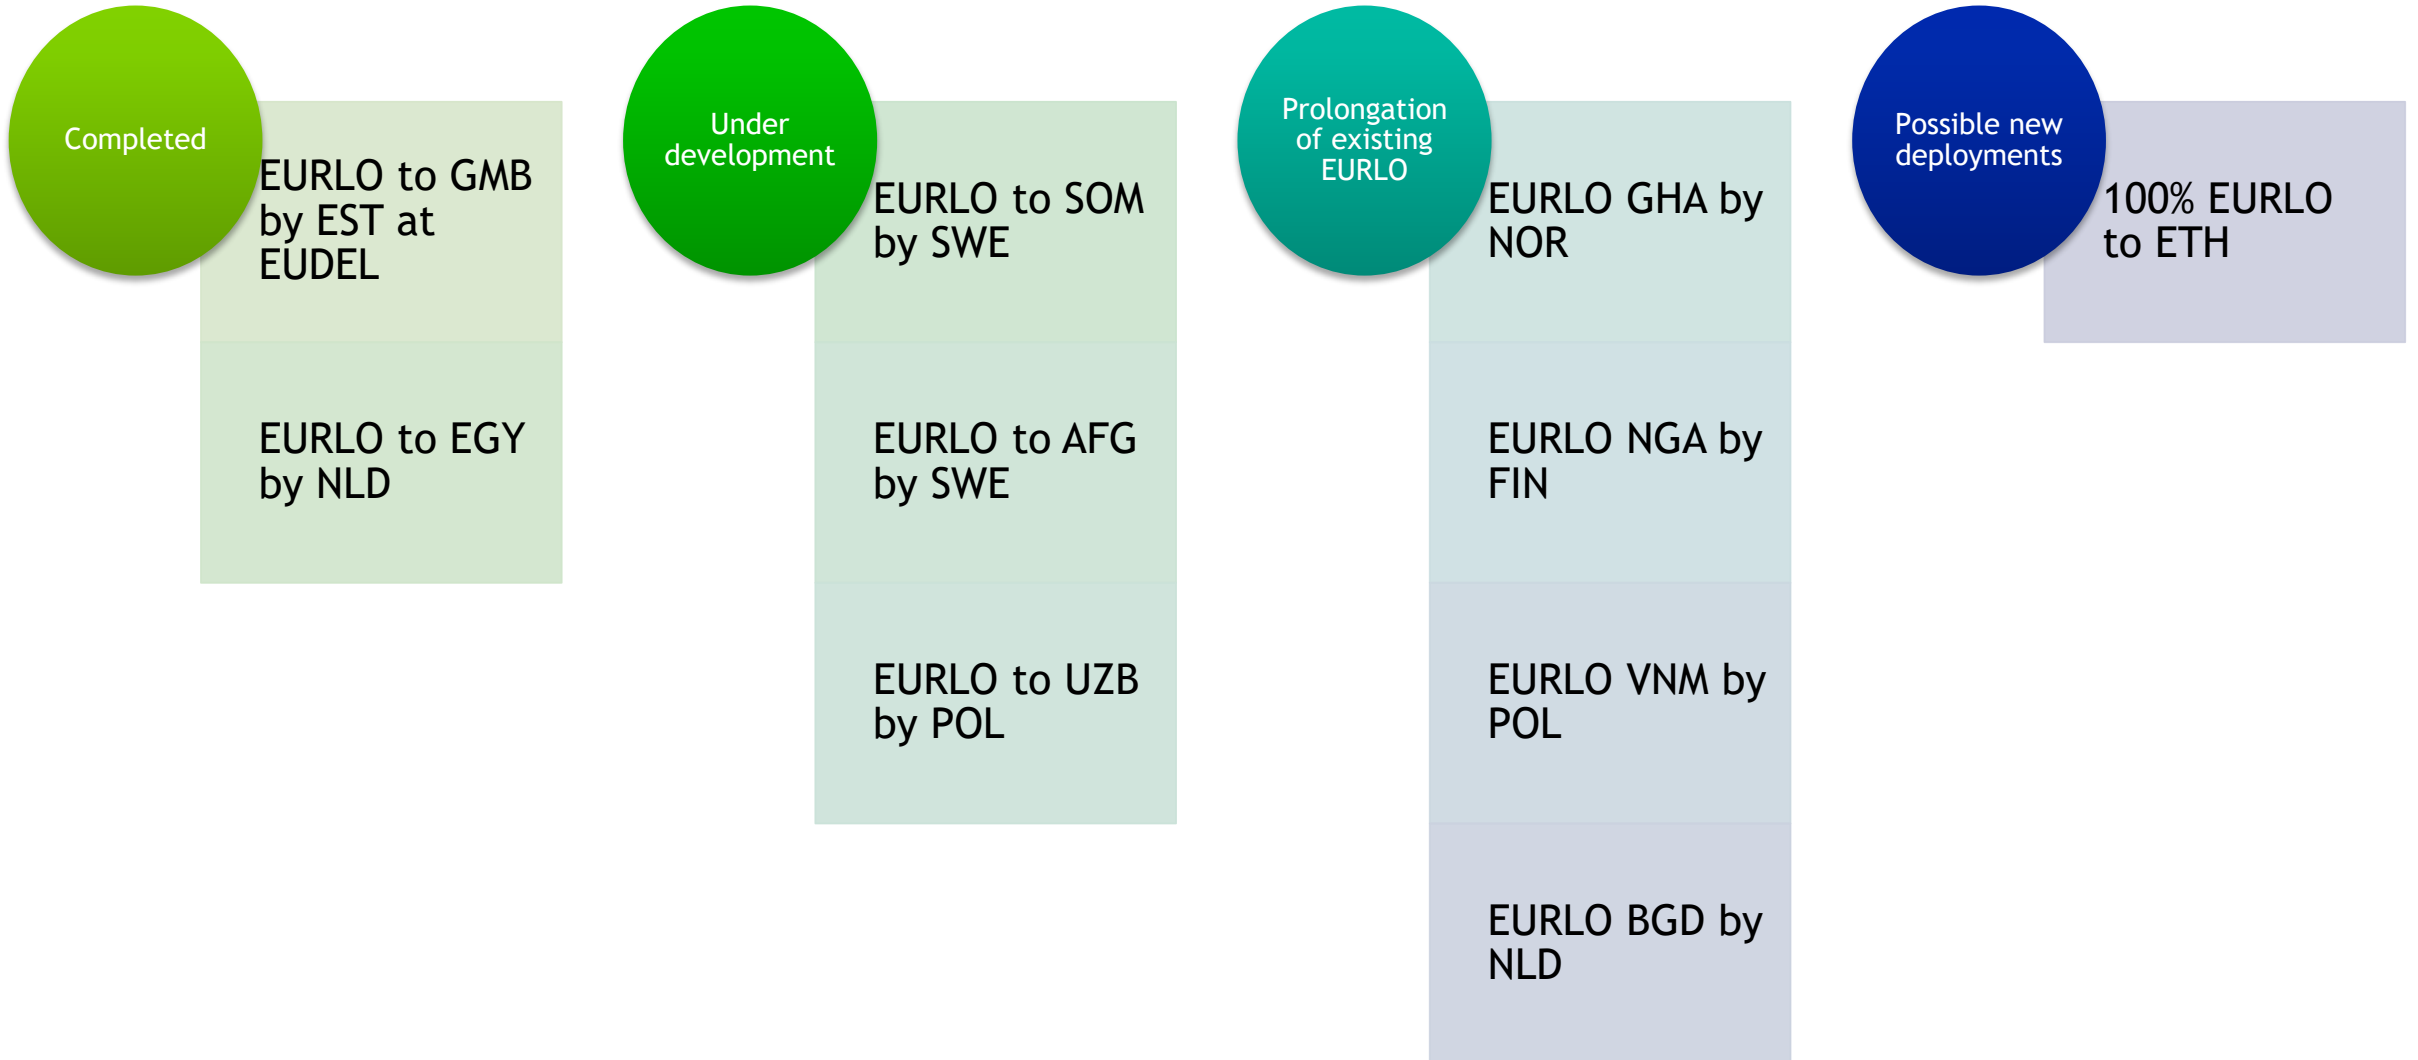 Completed
EURLO to GMB
by EST at
EUDEL
EURLO to EGY
by NLD
Under
development
EURLO to SOM
by SWE
EURLO to AFG
by SWE
EURLO to UZB
by POL
Prolongation
of existing
EURLO
EURLO GHA by
NOR
EURLO NGA by
FIN
EURLO VNM by
POL
EURLO BGD by
NLD
Possible new
deployments
100% EURLO
to ETH